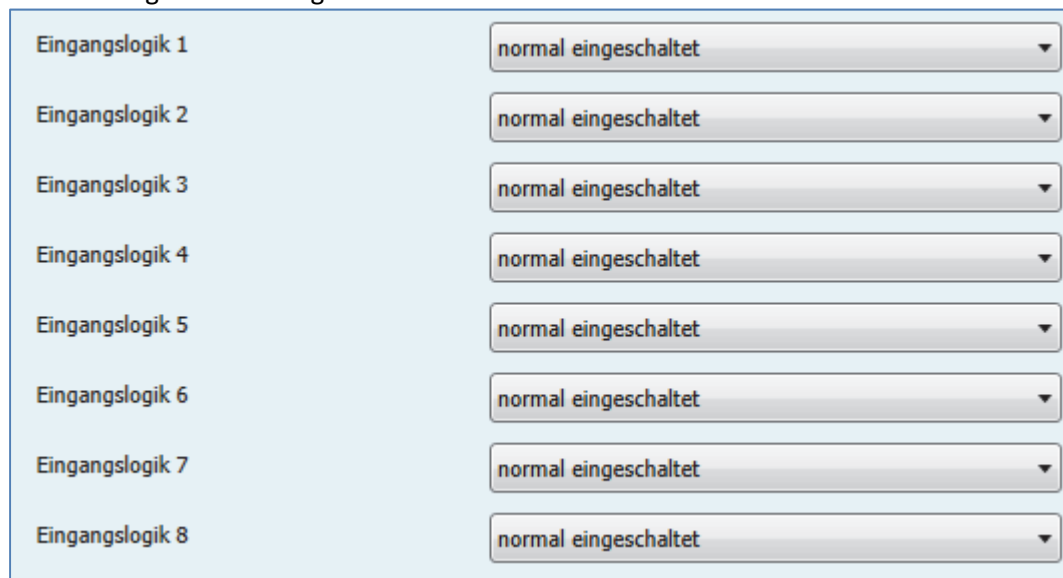 Eingangslogik 1 normal eingeschaltet
Eingangslogik 2 normal eingeschaltet
Eingangslogik 3 normal eingeschaltet
Eingangslogik 4 normal eingeschaltet
Eingangslogik 5 normal eingeschaltet
Eingangslogik 6 normal eingeschaltet
Eingangslogik 7 normal eingeschaltet
Eingangslogik 8 normal eingeschaltet